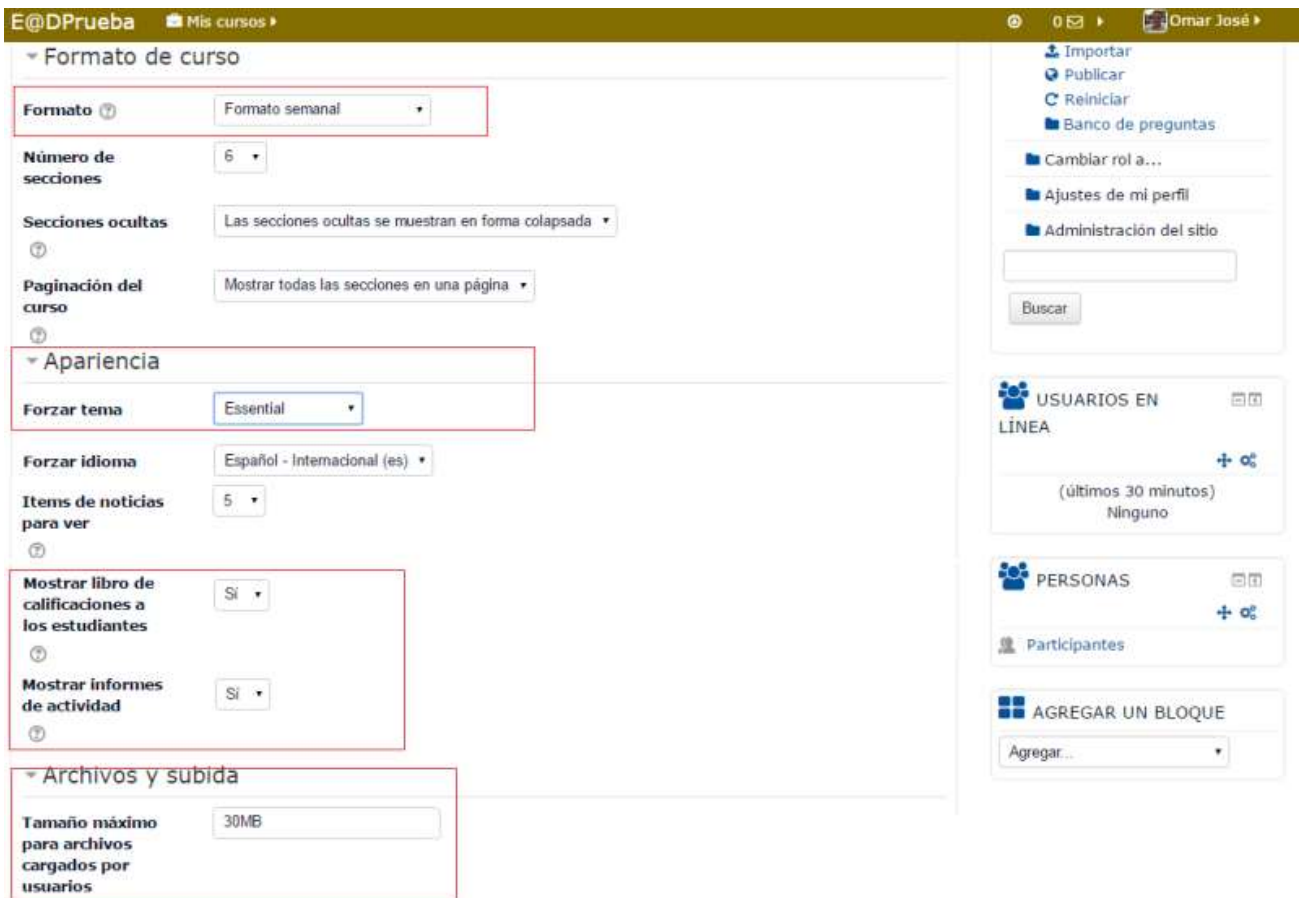 E@DPrueba Mis cursos 0 Omar José
Formato de curso
Formato
Formato semanal
Número de
secciones
6
Secciones ocultas
Las secciones ocultas se muestran en forma colapsada
Paginación del
curso
Mostrar todas las secciones en una página
Apariencia
Forzar tema
Essential
Forzar idioma
Español - Internacional (es)
Items de noticias
para ver
5
Mostrar libro de
calificaciones a
los estudiantes
Sí
Mostrar informes
de actividad
Sí
Archivos y subida
Tamaño máximo
para archivos
cargados por
usuarios
30MB
Importar
Publicar
Reiniciar
Banco de preguntas
Cambiar rol a...
Ajustes de mi perfil
Administración del sitio
Buscar
USUARIOS EN
LÍNEA
(últimos 30 minutos)
Ninguno
PERSONAS
Participantes
AGREGAR UN BLOQUE
Agregar...